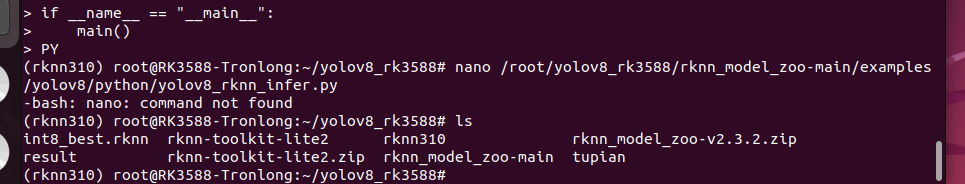 > if __name__ == "__main__":
>     main()
> PY
(rknn310) root@RK3588-Tronlong:~/yolov8_rk3588# nano /root/yolov8_rk3588/rknn_model_zoo-main/examples
/yolov8/python/yolov8_rknn_infer.py
-bash: nano: command not found
(rknn310) root@RK3588-Tronlong:~/yolov8_rk3588# ls
int8_best.rknn  rknn-toolkit-lite2      rknn310              rknn_model_zoo-v2.3.2.zip
result          rknn-toolkit-lite2.zip  rknn_model_zoo-main  tupian
(rknn310) root@RK3588-Tronlong:~/yolov8_rk3588#